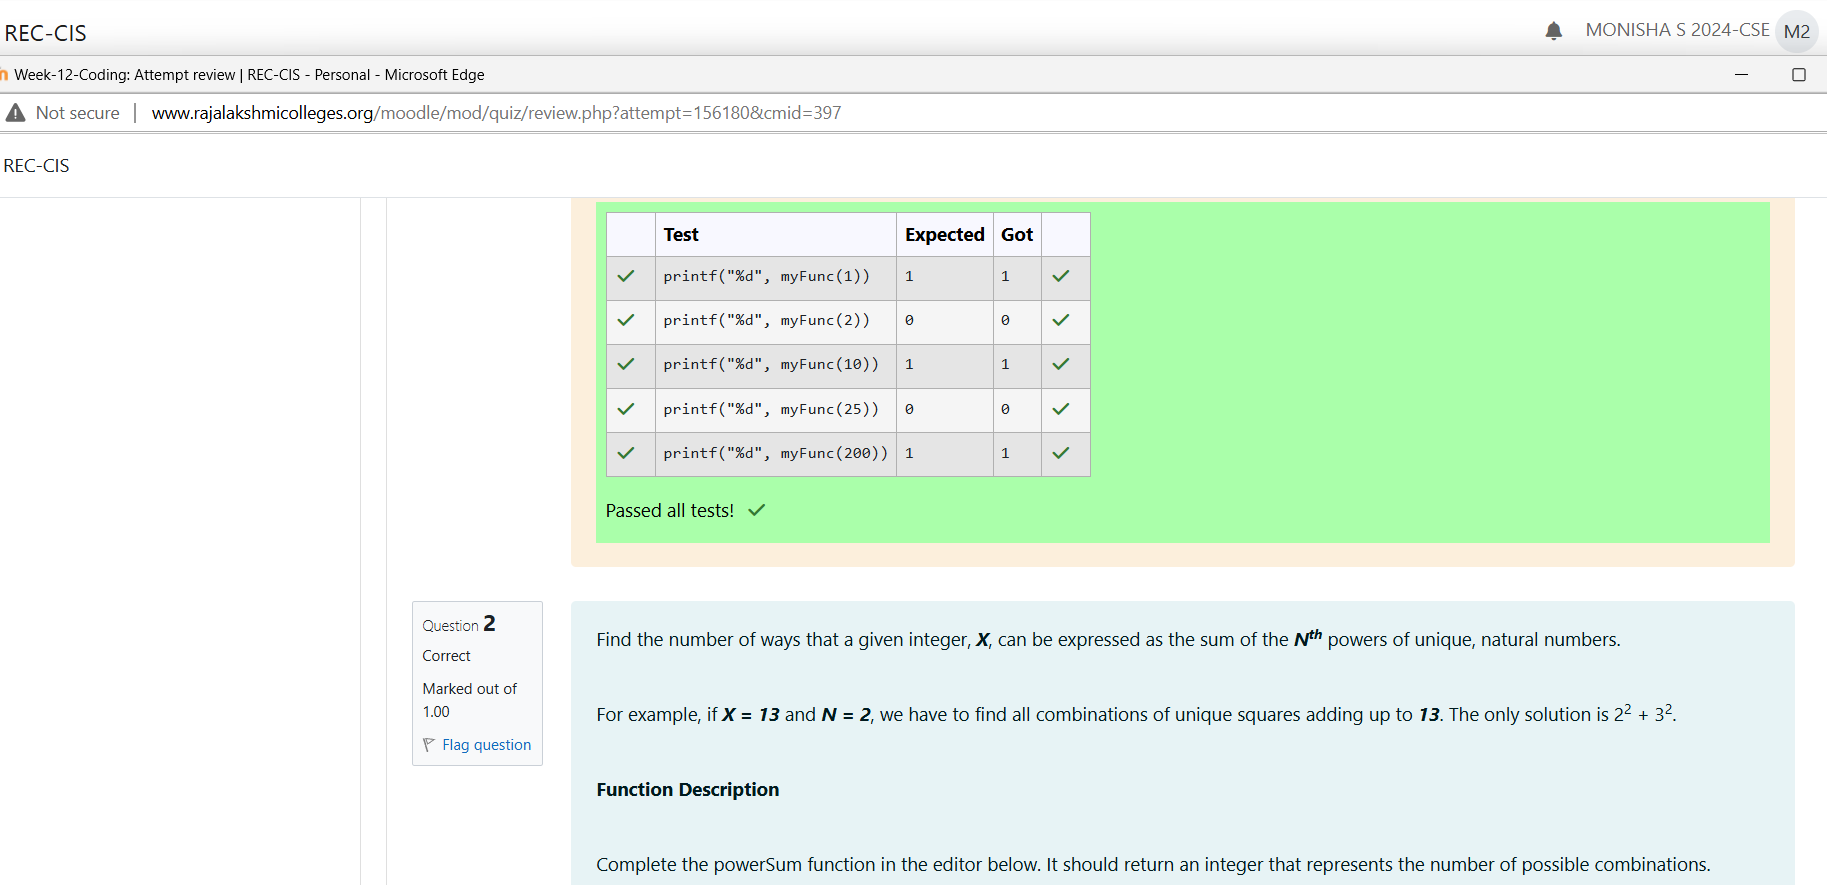 REC-CIS
MONISHA S 2024-CSE M2
Week-12-Coding: Attempt review | REC-CIS - Personal - Microsoft Edge
Not secure | www.rajalakshmicolleges.org/moodle/mod/quiz/review.php?attempt=156180&cmid=397
REC-CIS
Test Expected Got
printf("%d", myFunc(1)) 1 1
printf("%d", myFunc(2)) 0 0
printf("%d", myFunc(10)) 1 1
printf("%d", myFunc(25)) 0 0
printf("%d", myFunc(200)) 1 1
Passed all tests!
Question 2
Correct
Marked out of
1.00
Flag question
Find the number of ways that a given integer, X, can be expressed as the sum of the Nth powers of unique, natural numbers.
For example, if X = 13 and N = 2, we have to find all combinations of unique squares adding up to 13. The only solution is 2² + 3².
Function Description
Complete the powerSum function in the editor below. It should return an integer that represents the number of possible combinations.